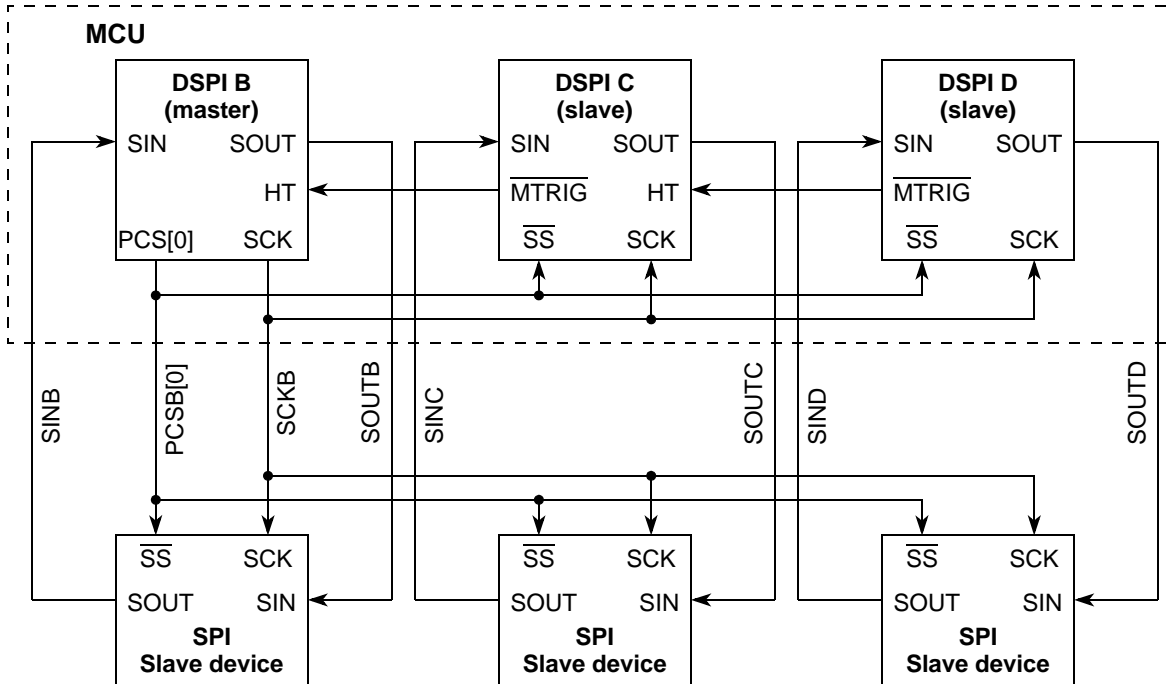 MCU
DSPI B
(master)
SIN SOUT
HT
PCS[0] SCK
DSPI C
(slave)
SIN SOUT
MTRIG HT
SS SCK
DSPI D
(slave)
SIN SOUT
MTRIG
SS SCK
SINB
PCSB[0]
SCKB
SOUTB
SINC
SOUTC
SIND
SOUTD
SS SCK
SOUT SIN
SPI
Slave device
SS SCK
SOUT SIN
SPI
Slave device
SS SCK
SOUT SIN
SPI
Slave device